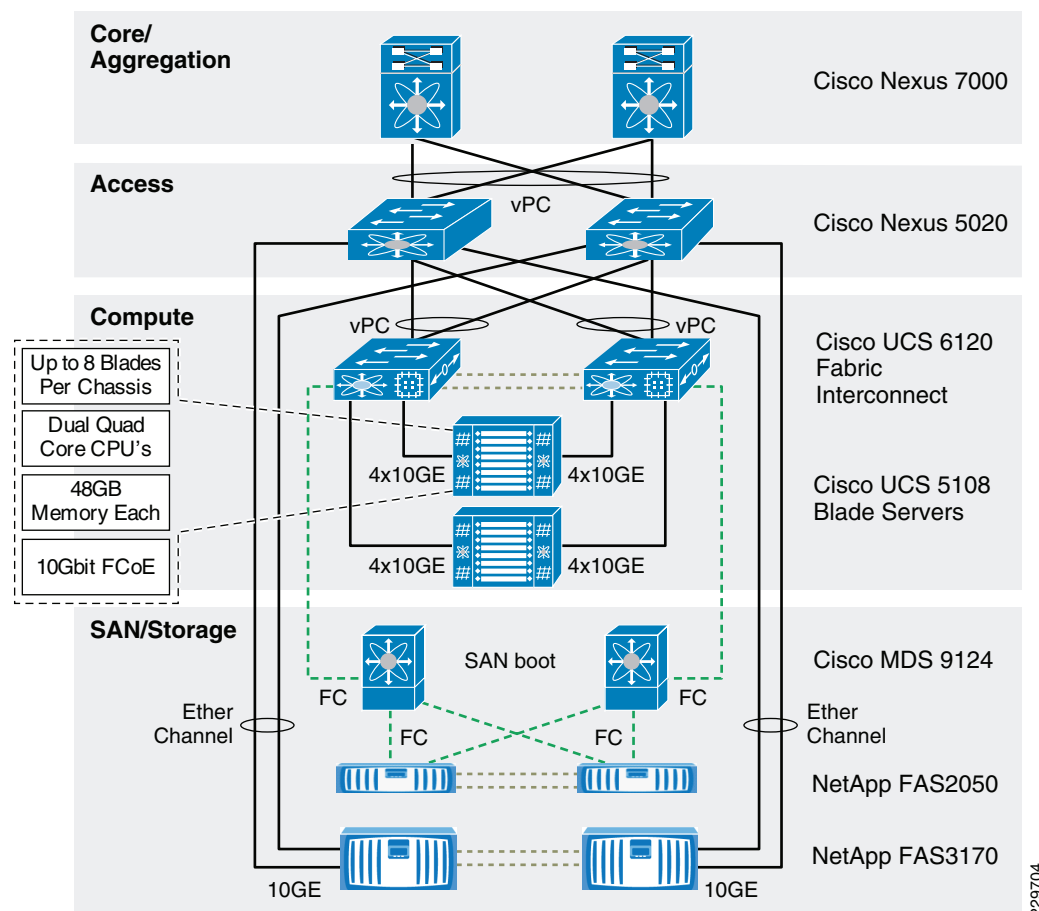 Core/
Aggregation
Cisco Nexus 7000
Access
vPC
Cisco Nexus 5020
Compute
vPC
vPC
Cisco UCS 6120
Fabric
Interconnect
Up to 8 Blades
Per Chassis
Dual Quad
Core CPU's
48GB
Memory Each
10Gbit FCoE
4x10GE
4x10GE
Cisco UCS 5108
Blade Servers
4x10GE
4x10GE
SAN/Storage
SAN boot
Cisco MDS 9124
FC
FC
Ether
Channel
FC
FC
Ether
Channel
NetApp FAS2050
NetApp FAS3170
10GE
10GE
229704